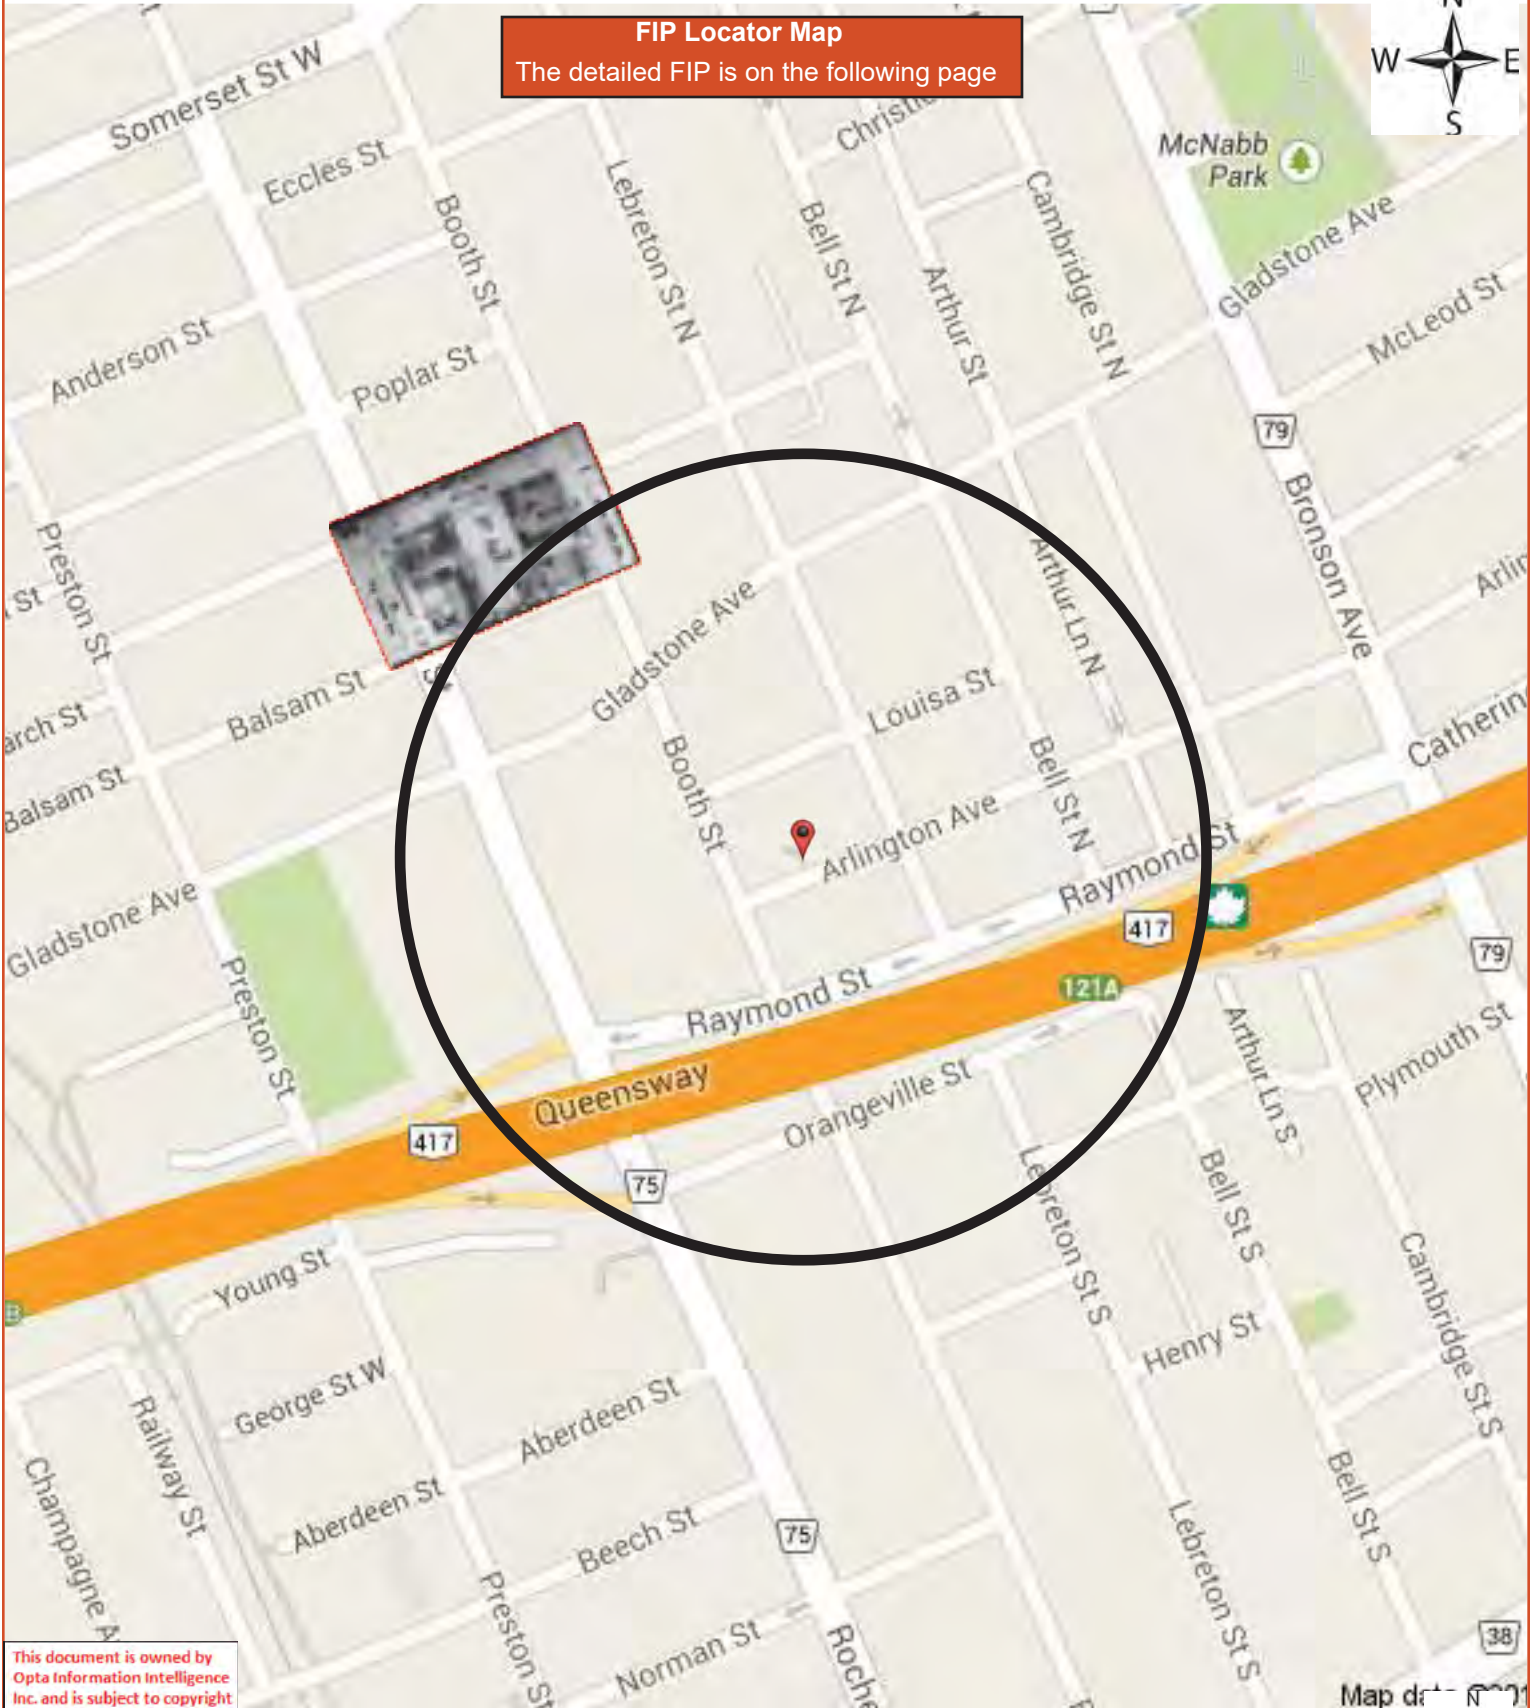 FIP Locator Map
The detailed FIP is on the following page
N
W
E
S
Somerset St W
Eccles St
Booth St
Lebreton St N
Bell St N
Cambridge St N
Arthur St
McNabb
Park
Gladstone Ave
McLeod St
Anderson St
Poplar St
79
Bronson Ave
Preston St
St
Balsam St
Gladstone Ave
Arthur Ln N
Louisa St
Balsam St
Booth St
Bell St N
Arlington Ave
Raymond St
417
Gladstone Ave
Preston St
Raymond St
121A
79
Queensway
Orangeville St
Arthur Ln S
Plymouth St
417
75
Lebreton St S
Bell St S
Young St
B
Cambridge St S
Henry St
George St W
Aberdeen St
Railway St
Aberdeen St
Beech St
75
Bell St S
Lebreton St S
Preston St
Norman St
38
This document is owned by
Opta Information Intelligence
Inc. and is subject to copyright
Map data